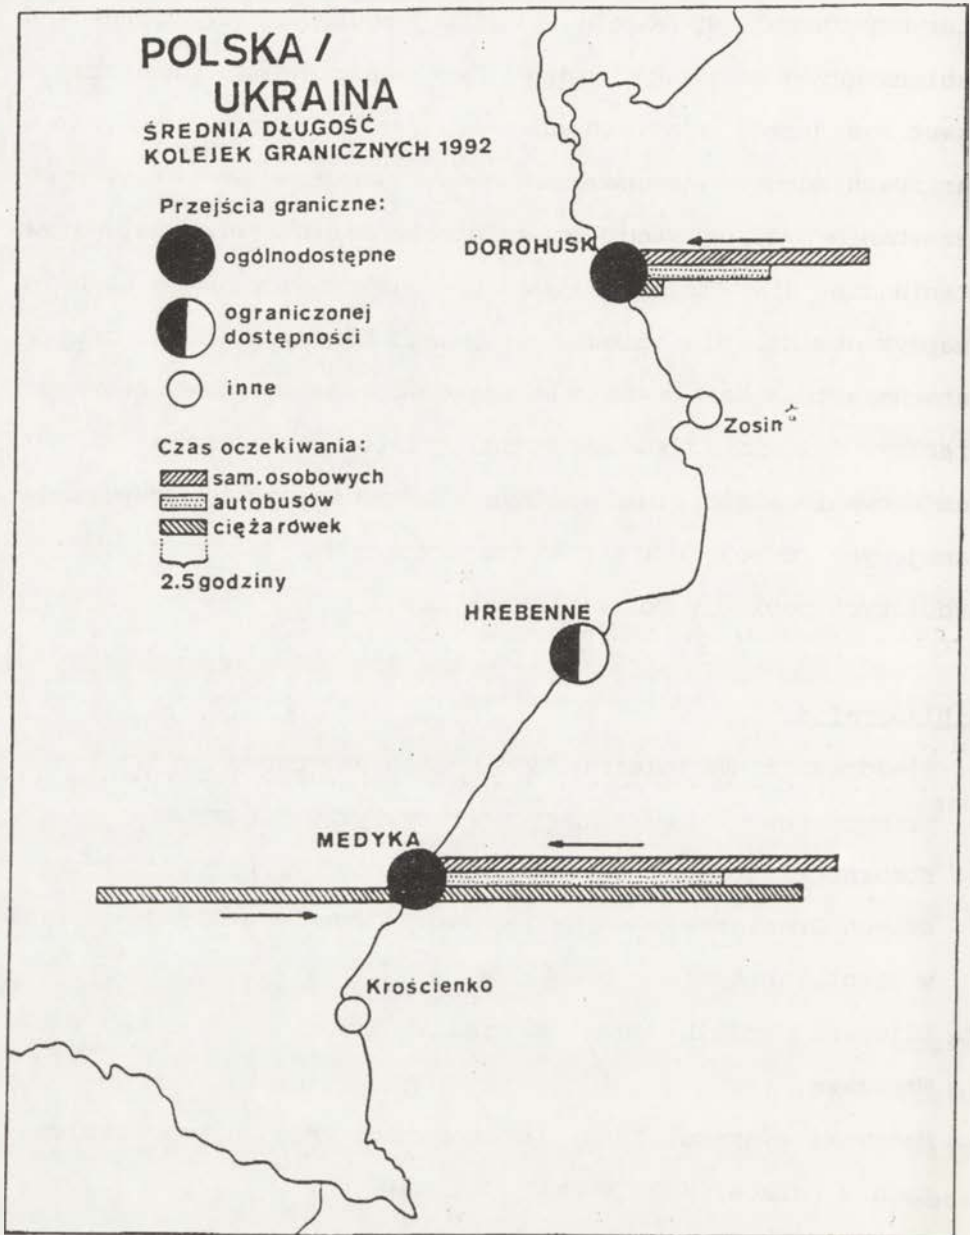 POLSKA /
UKRAINA
ŚREDNIA DŁUGOŚĆ
KOLEJEK GRANICZNYCH 1992
Przejścia graniczne:
ogólnodostępne
ograniczonej
dostępności
inne
Czas oczekiwania:
sam.osobowych
autobusów
ciężarówek
2.5 godziny
DOROHUSK
Zosin
HREBENNE
MEDYKA
Krościenko